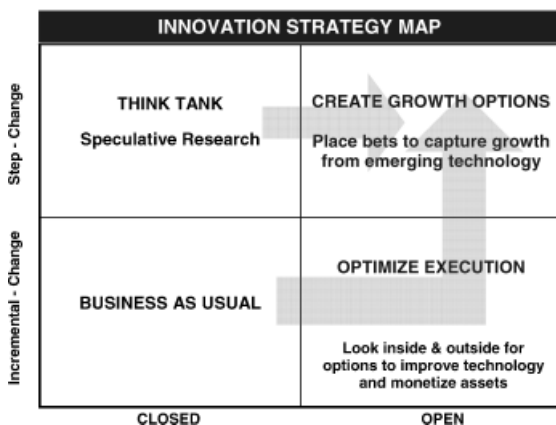 INNOVATION STRATEGY MAP
Step - Change
THINK TANK
Speculative Research
CREATE GROWTH OPTIONS
Place bets to capture growth
from emerging technology
Incremental - Change
BUSINESS AS USUAL
OPTIMIZE EXECUTION
Look inside & outside for
options to improve technology
and monetize assets
CLOSED
OPEN